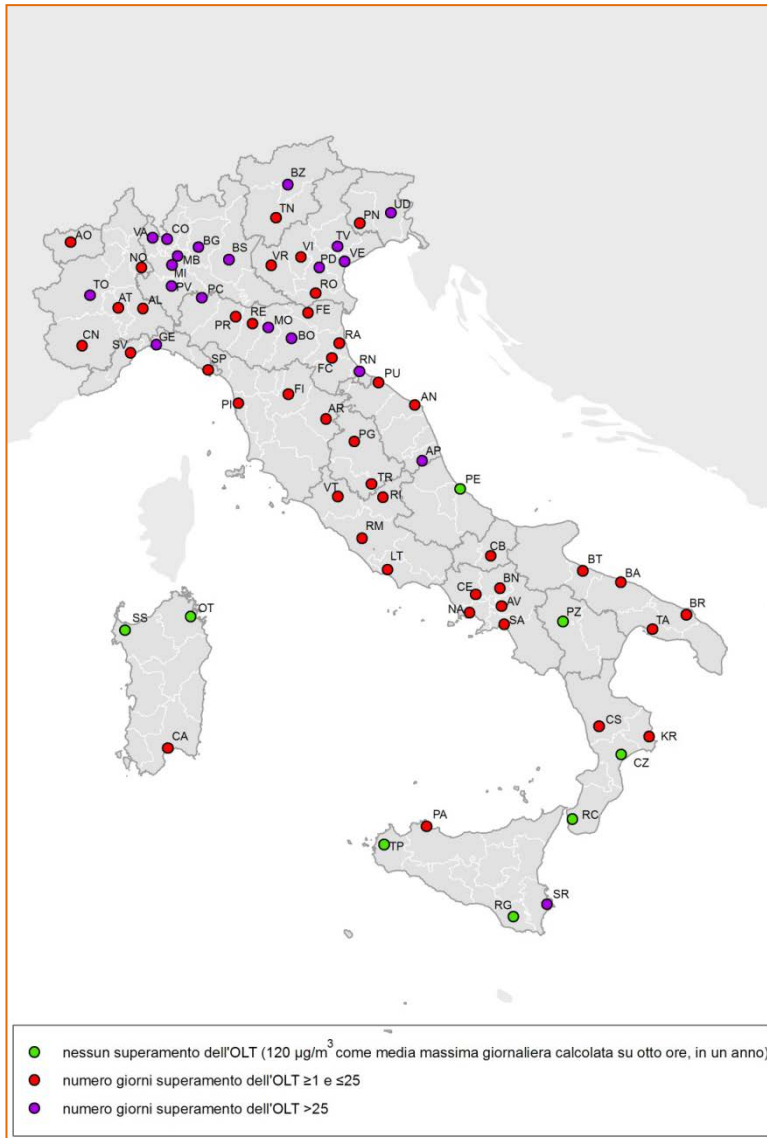 BZ
TN
PN
UD
AO
VA
CO
BG
BS
TV
VI
VR
PD
VE
NO
MB
MI
TO
PV
PC
RO
AT
AL
FE
RE
PR
MO
BO
RA
CN
SV
GE
SP
FC
RN
PU
FI
PI
AN
AR
PG
AP
TR
PE
VT
RI
RM
CB
LT
BT
BA
BN
CE
AV
BR
NA
SA
PZ
TA
OT
SS
CS
KR
CA
CZ
PA
RC
TP
SR
RG
nessun superamento dell'OLT (120 µg/m³ come media massima giornaliera calcolata su otto ore, in un anno)
numero giorni superamento dell'OLT ≥1 e ≤25
numero giorni superamento dell'OLT >25